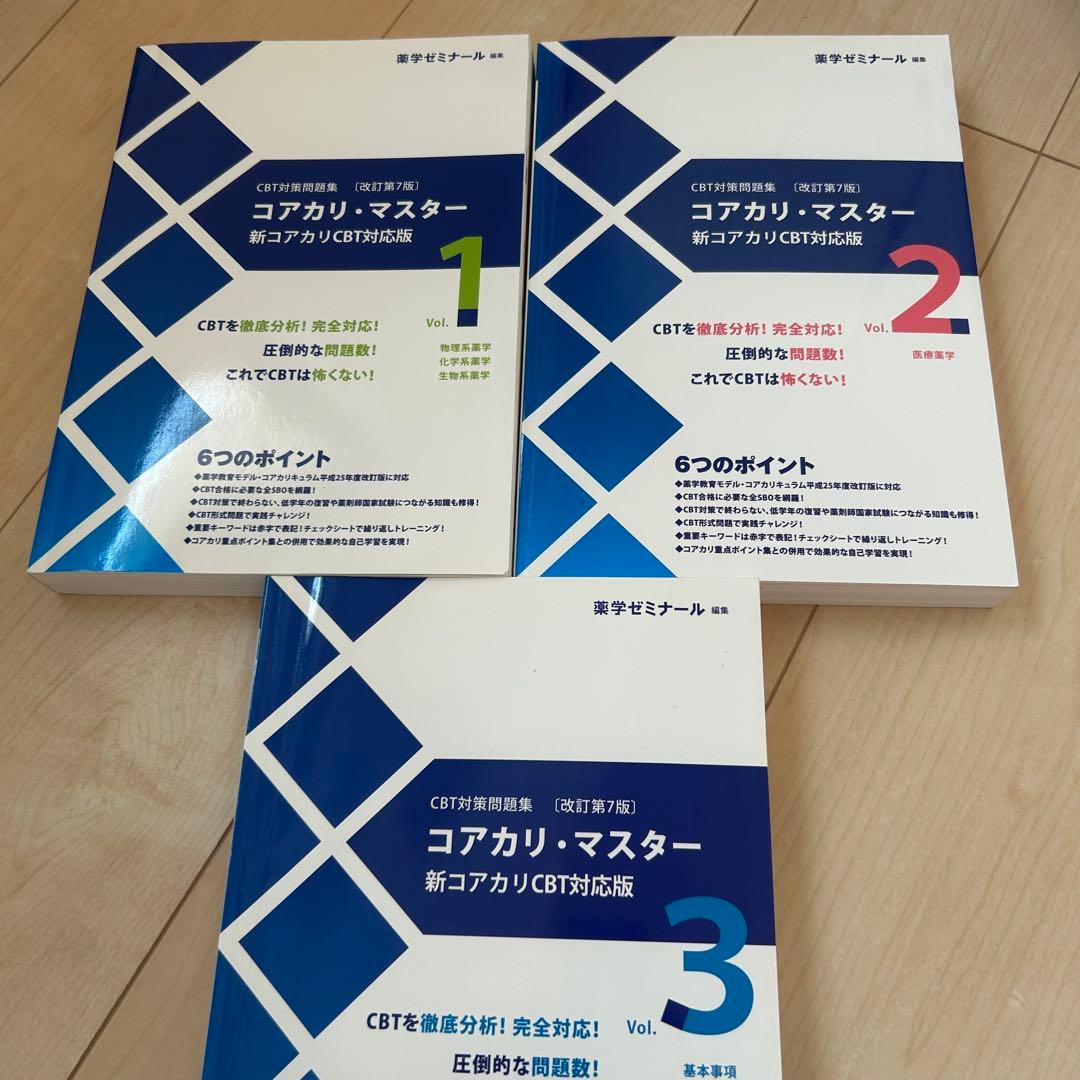 薬学ゼミナール 編集
CBT対策問題集 〔改訂第7版〕
コアカリ・マスター
新コアカリCBT対応版
1
Vol.
CBTを徹底分析！完全対応！
圧倒的な問題数！
これでCBTは怖くない！
物理系薬学
化学系薬学
生物系薬学
6つのポイント
◆薬学教育モデル・コアカリキュラム平成25年度改訂版に対応
◆CBT合格に必要な全SBOを網羅！
◆CBT対策で終わらない、低学年の復習や薬剤師国家試験につながる知識も修得！
◆CBT形式問題で実践チャレンジ！
◆重要キーワードは赤字で表記！チェックシートで繰り返しトレーニング！
◆コアカリ重点ポイント集との併用で効果的な自己学習を実現！
薬学ゼミナール 編集
CBT対策問題集 〔改訂第7版〕
コアカリ・マスター
新コアカリCBT対応版
2
Vol.
CBTを徹底分析！完全対応！
圧倒的な問題数！
これでCBTは怖くない！
医療薬学
6つのポイント
◆薬学教育モデル・コアカリキュラム平成25年度改訂版に対応
◆CBT合格に必要な全SBOを網羅！
◆CBT対策で終わらない、低学年の復習や薬剤師国家試験につながる知識も修得！
◆CBT形式問題で実践チャレンジ！
◆重要キーワードは赤字で表記！チェックシートで繰り返しトレーニング！
◆コアカリ重点ポイント集との併用で効果的な自己学習を実現！
薬学ゼミナール 編集
CBT対策問題集 〔改訂第7版〕
コアカリ・マスター
新コアカリCBT対応版
3
Vol.
CBTを徹底分析！完全対応！
圧倒的な問題数！
基本事項